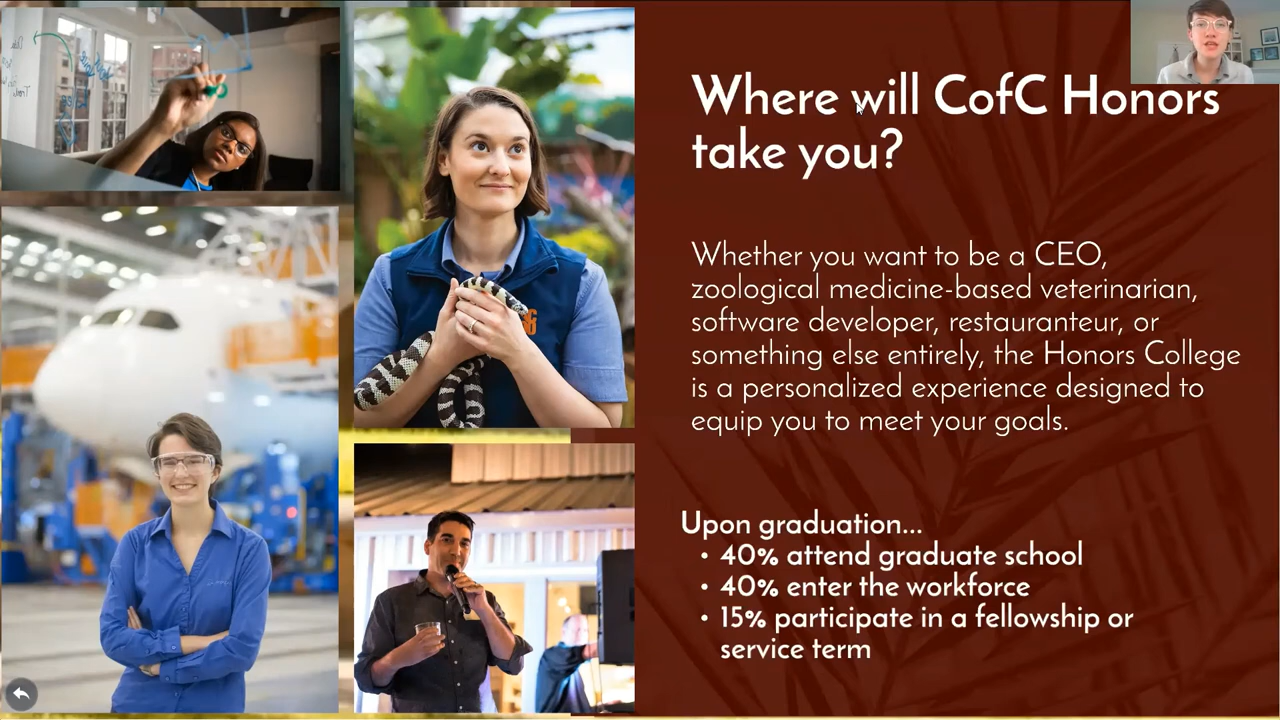 Where will CofC Honors
take you?
Whether you want to be a CEO,
zoological medicine-based veterinarian,
software developer, restauranteur, or
something else entirely, the Honors College
is a personalized experience designed to
equip you to meet your goals.
Upon graduation...
• 40% attend graduate school
• 40% enter the workforce
• 15% participate in a fellowship or
service term